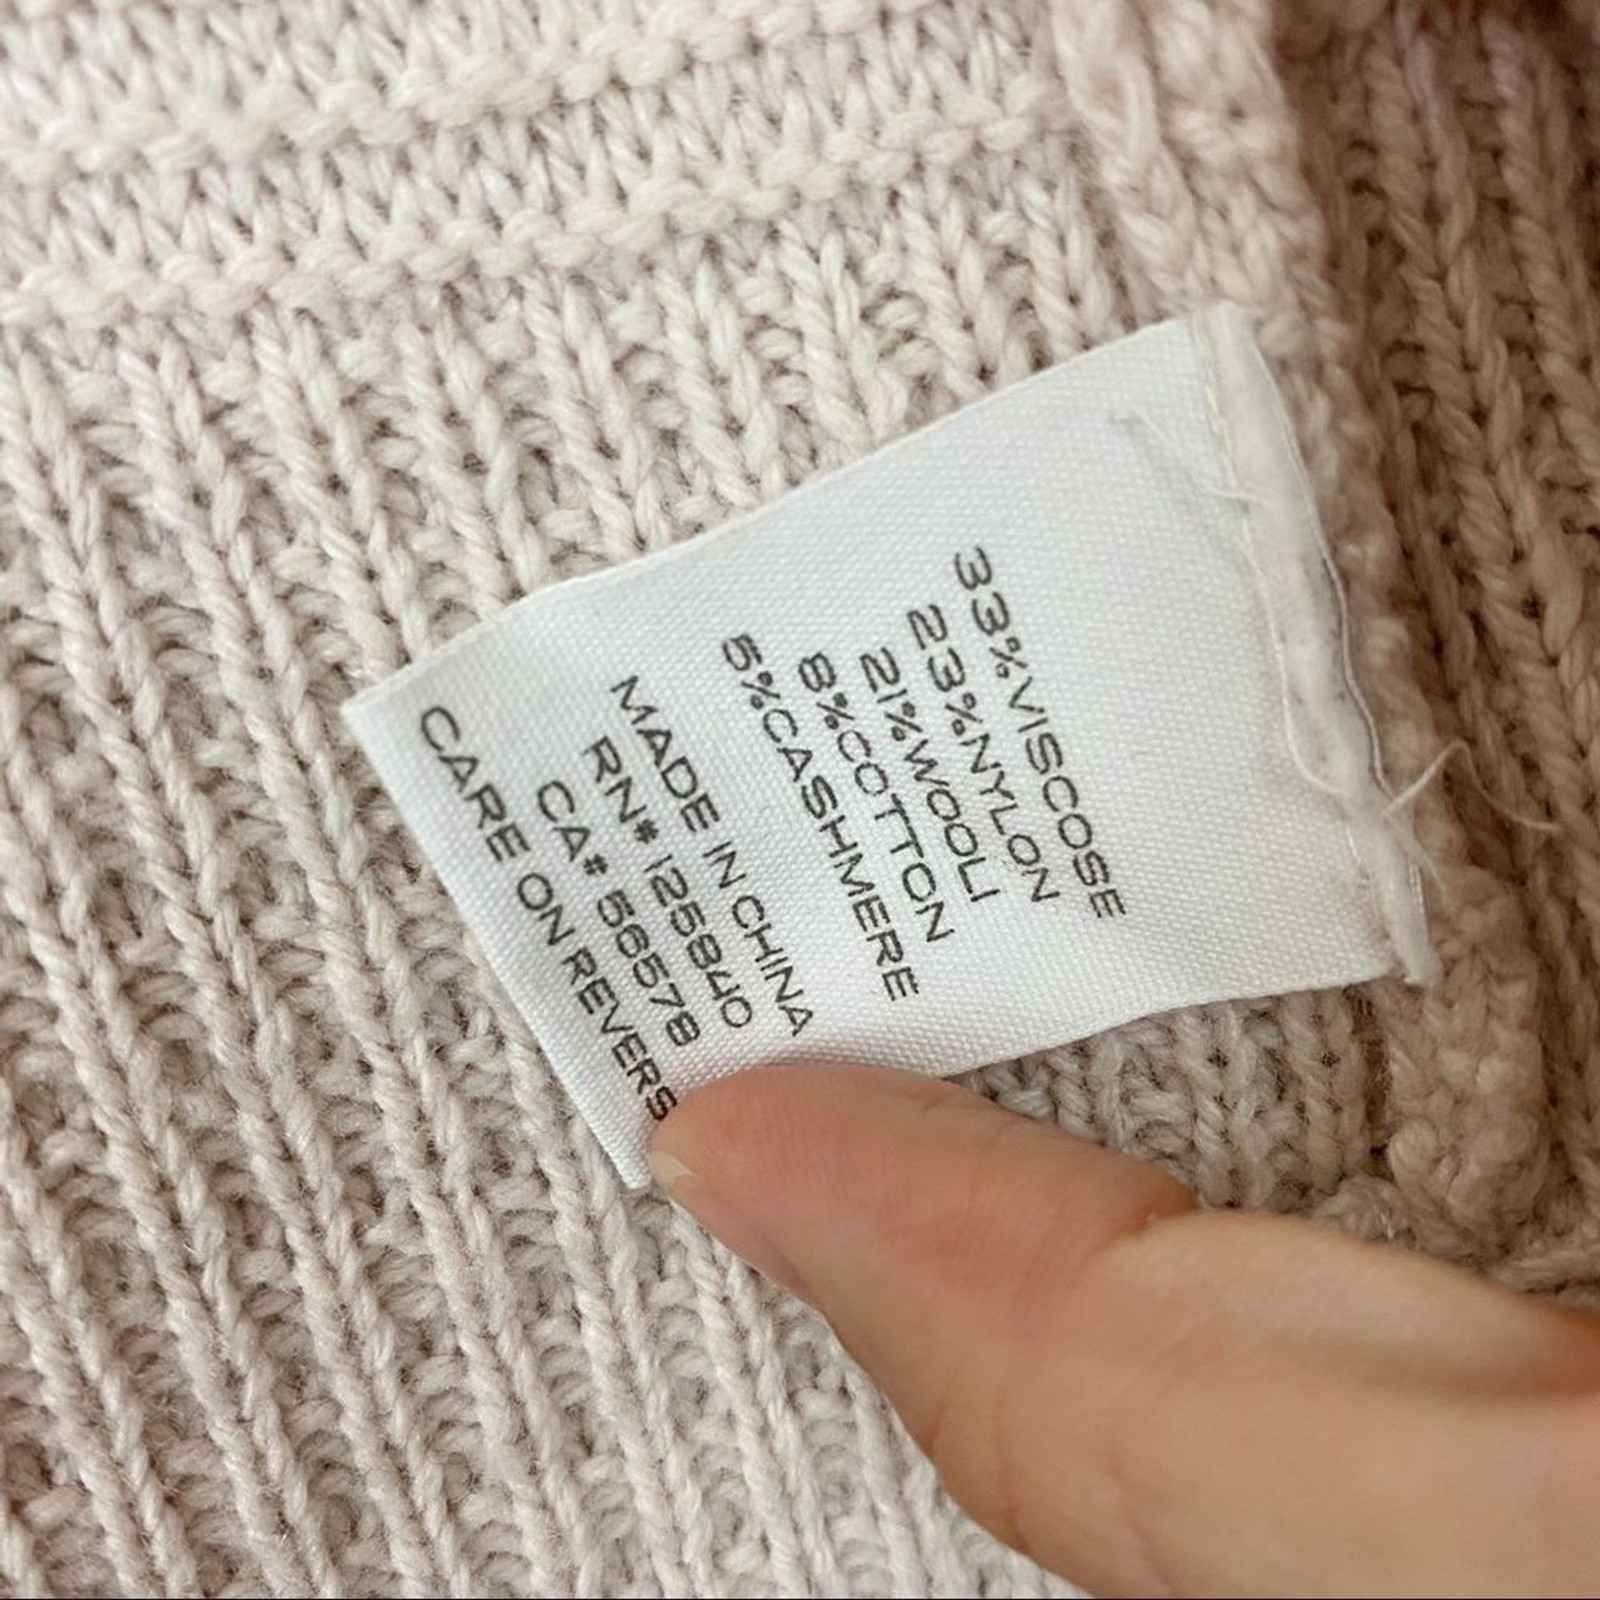 33%VISCOSE
23%NYLON
21%WOOLI
8%COTTON
5%CASHMERE
MADE IN CHINA
RN# 125840
CA# 56578
CARE ON REVERS